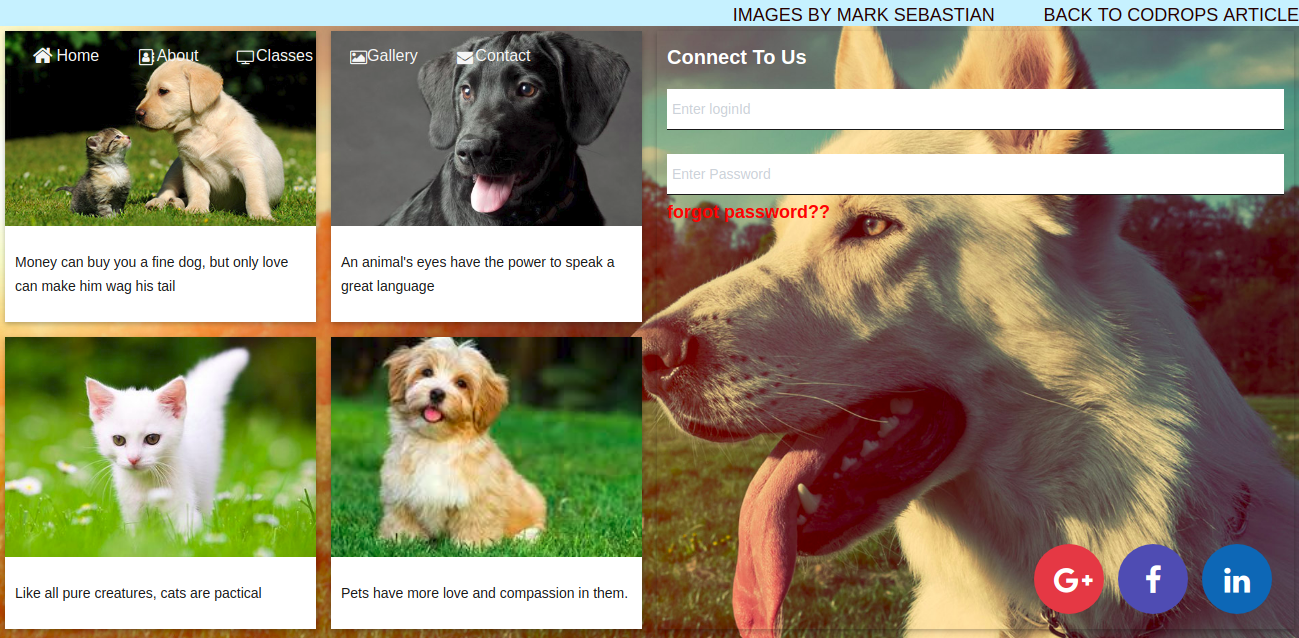 IMAGES BY MARK SEBASTIAN
BACK TO CODROPS ARTICLE
Home
About
Classes
Gallery
Contact
Connect To Us
Enter loginId
Enter Password
forgot password??
Money can buy you a fine dog, but only love
can make him wag his tail
An animal's eyes have the power to speak a
great language
Like all pure creatures, cats are pactical
Pets have more love and compassion in them.
G+
f
in